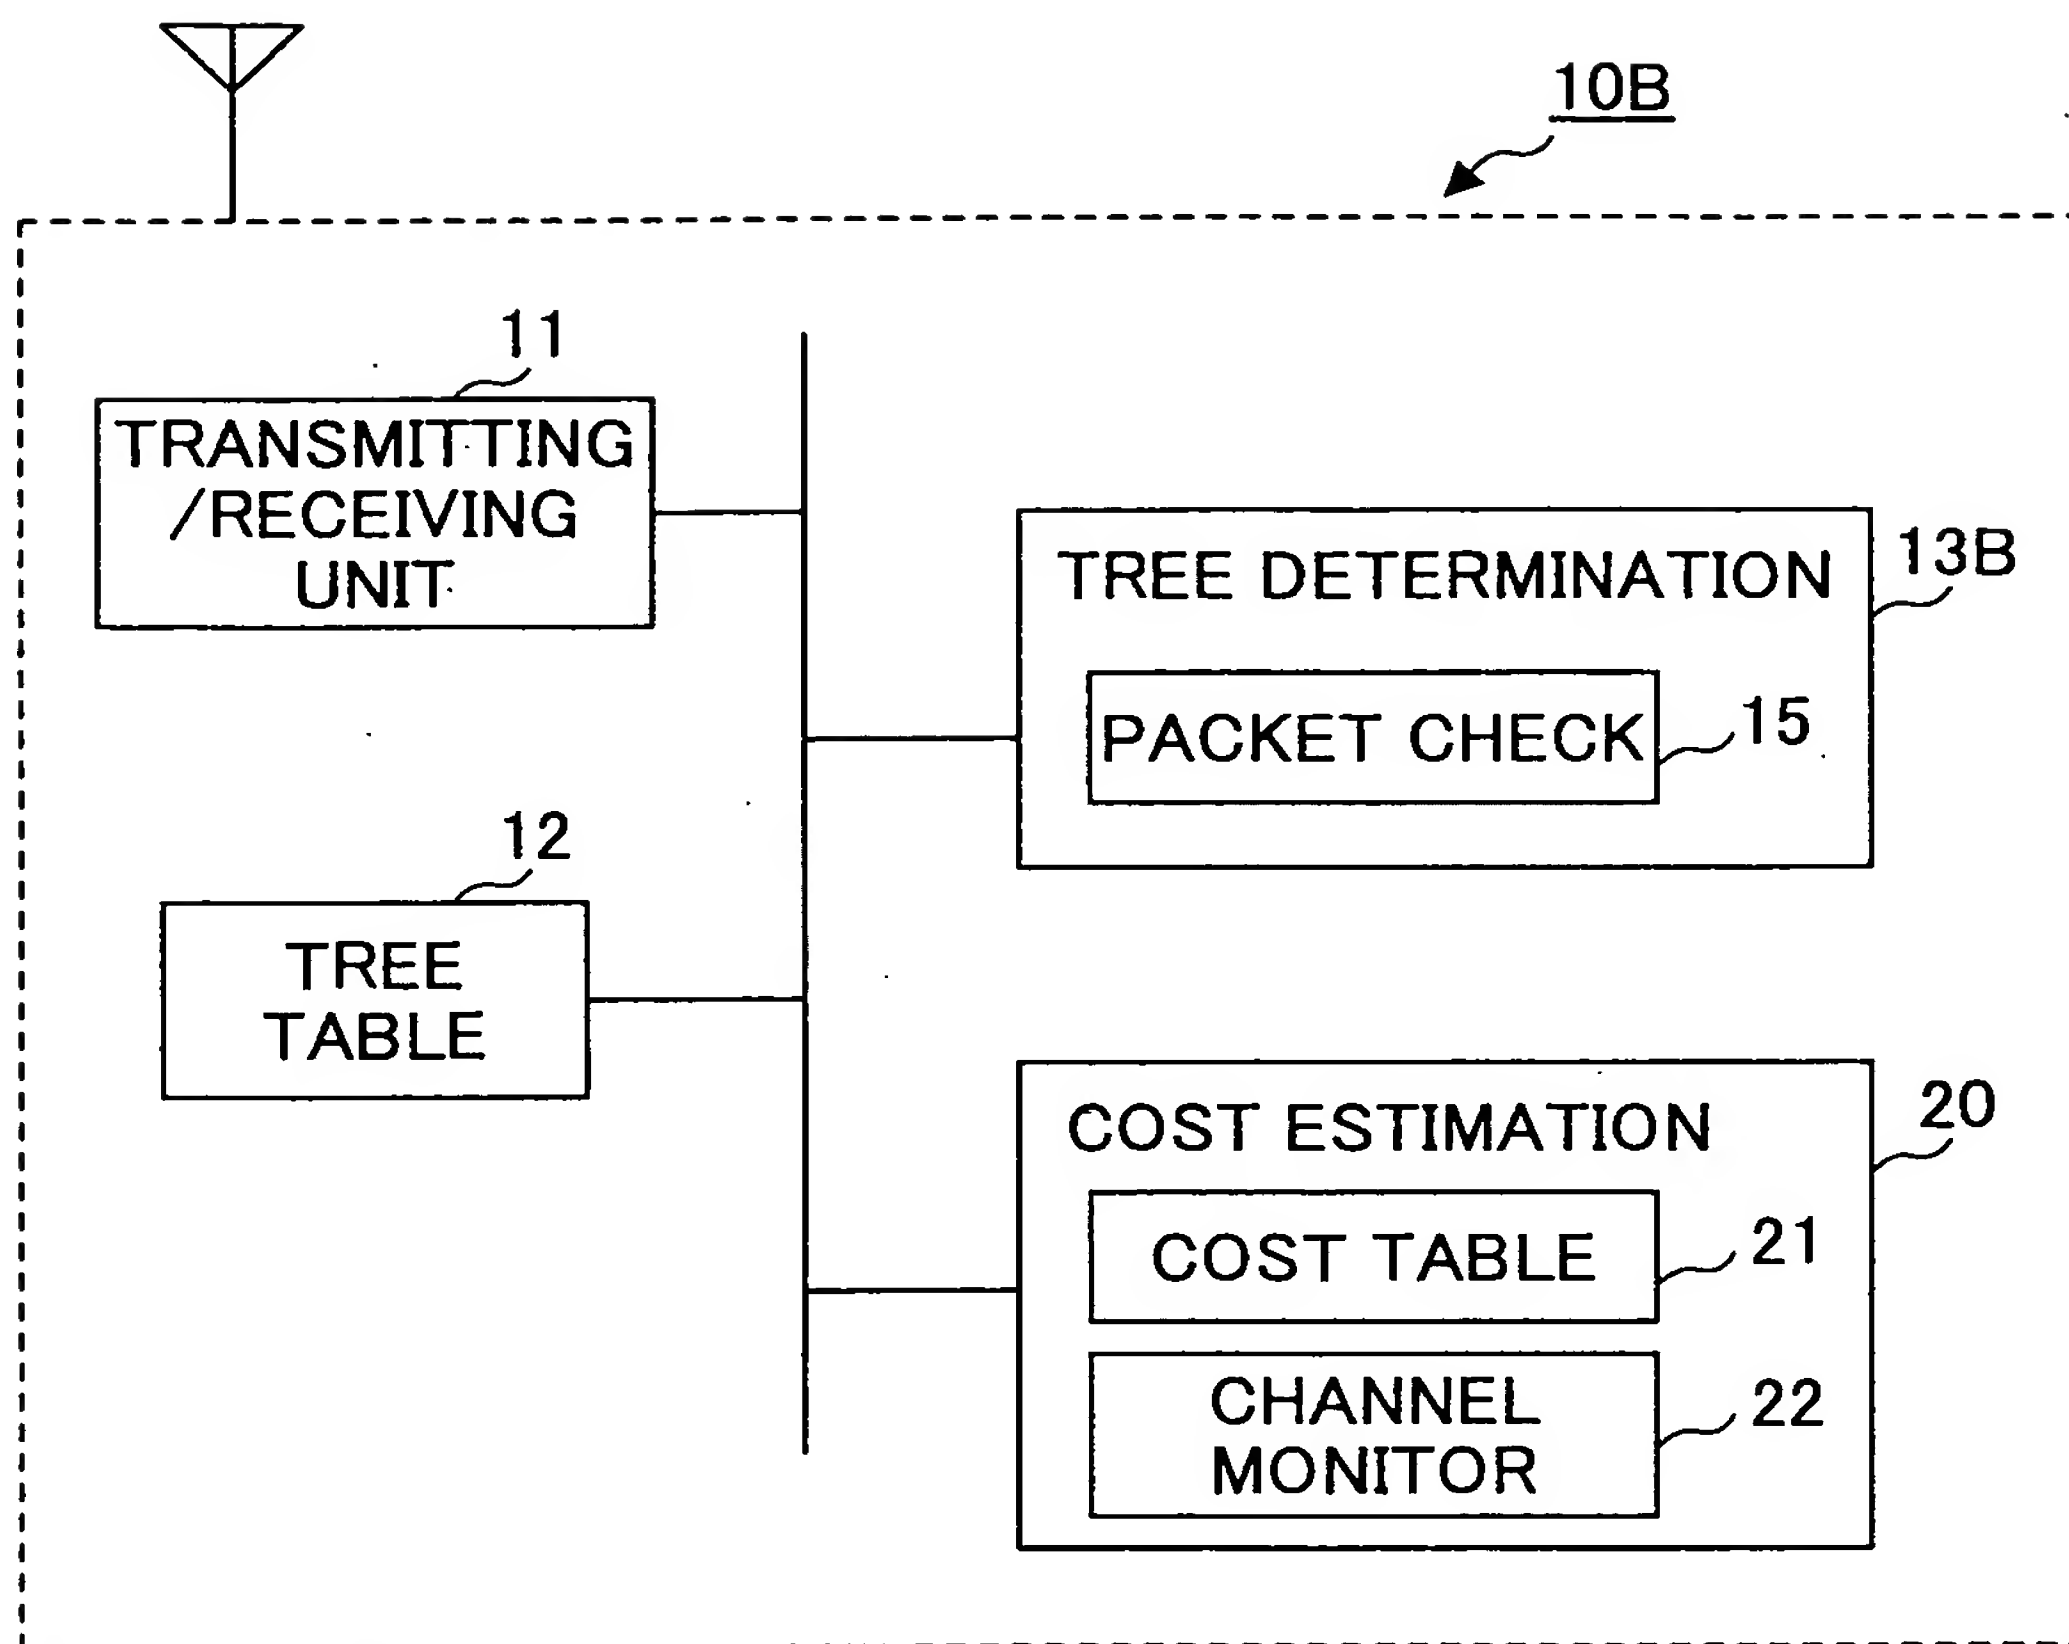 10B
11
TRANSMITTING
/RECEIVING
UNIT
TREE DETERMINATION
13B
PACKET CHECK
15
12
TREE
TABLE
COST ESTIMATION
20
COST TABLE
21
CHANNEL
MONITOR
22